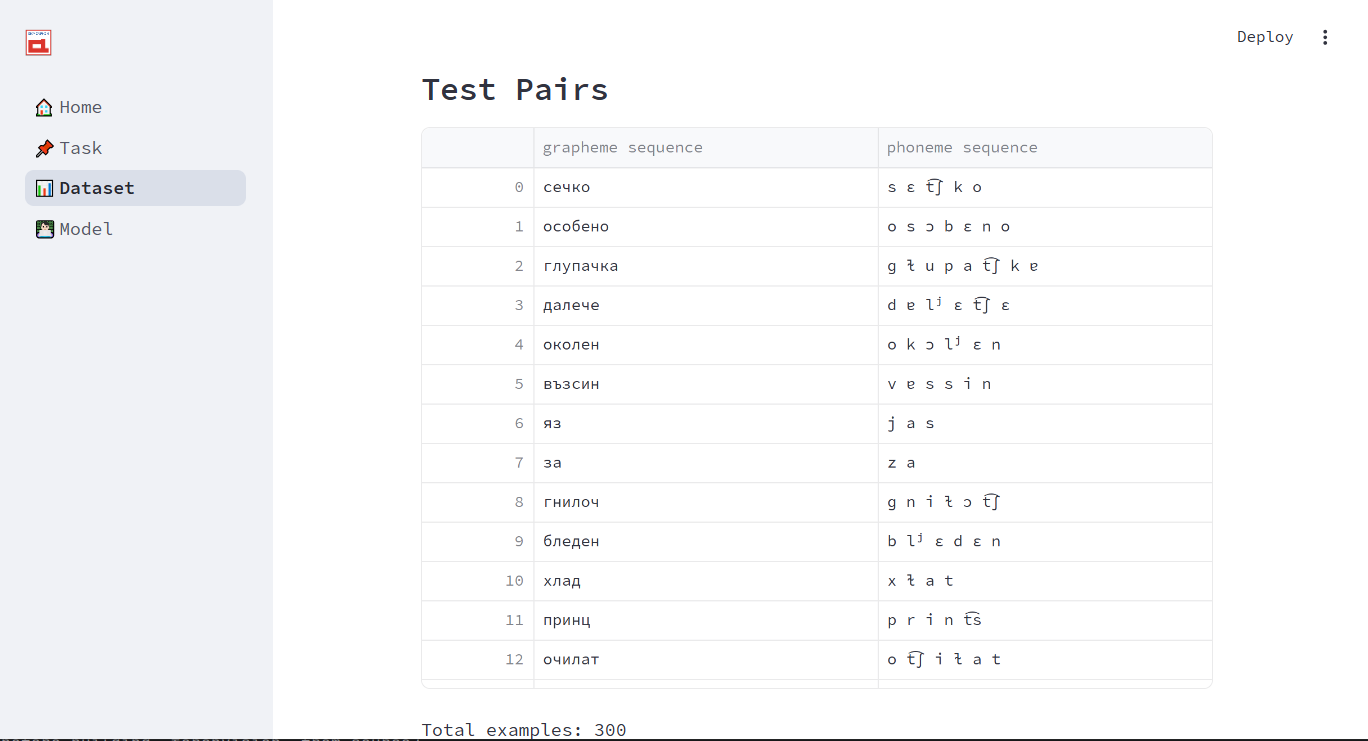 Deploy
Home
Task
Dataset
Model
Test Pairs
grapheme sequence phoneme sequence
0 сечко s ɛ t͡ʃ k o
1 особено o s ɔ b ɛ n o
2 глупачка g ɫ u p a t͡ʃ k ɐ
3 далече d ɐ lʲ ɛ t͡ʃ ɛ
4 околен o k ɔ lʲ ɛ n
5 възсин v ɐ s s i n
6 яз j a s
7 за z a
8 гнилоч g n i ɫ ɔ t͡ʃ
9 бледен b lʲ ɛ d ɛ n
10 хлад x ɫ a t
11 принц p r i n t͡s
12 очилат o t͡ʃ i ɫ a t
Total examples: 300